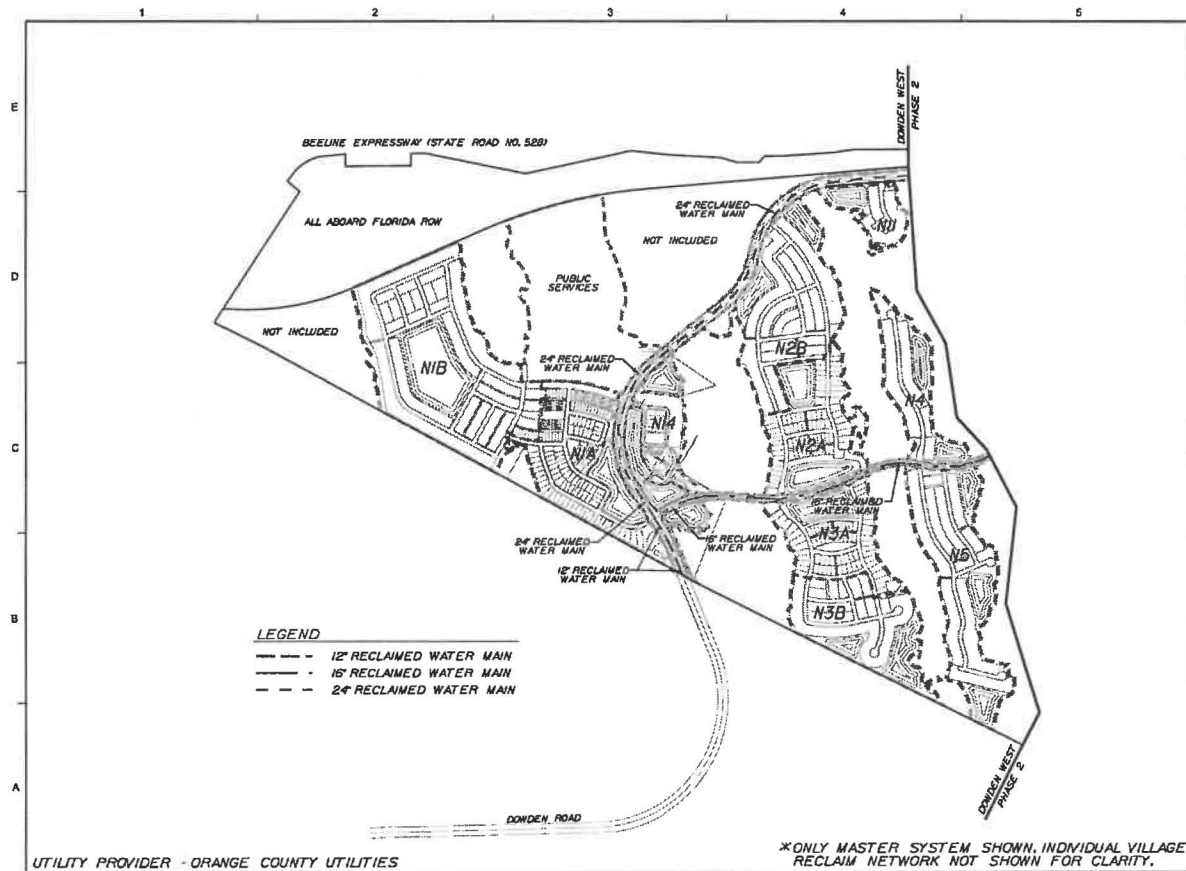 1 2 3 4 5
E
D
C
B
A
DOWDEN WEST
PHASE 2
BEELINE EXPRESSWAY (STATE ROAD NO. 528)
ALL ABOARD FLORIDA ROW
24" RECLAIMED
WATER MAIN
N11
NOT INCLUDED
PUBLIC
SERVICES
NOT INCLUDED
N2B
24" RECLAIMED
WATER MAIN
N1B
N4
N14
N1A
N2A
16" RECLAIMED
WATER MAIN
24" RECLAIMED
WATER MAIN
16" RECLAIMED
WATER MAIN
N3A
N5
12" RECLAIMED
WATER MAIN
N3B
LEGEND
12" RECLAIMED WATER MAIN
16" RECLAIMED WATER MAIN
24" RECLAIMED WATER MAIN
DOWDEN WEST
PHASE 2
DOWDEN ROAD
UTILITY PROVIDER - ORANGE COUNTY UTILITIES
*ONLY MASTER SYSTEM SHOWN, INDIVIDUAL VILLAGE
RECLAIM NETWORK NOT SHOWN FOR CLARITY.